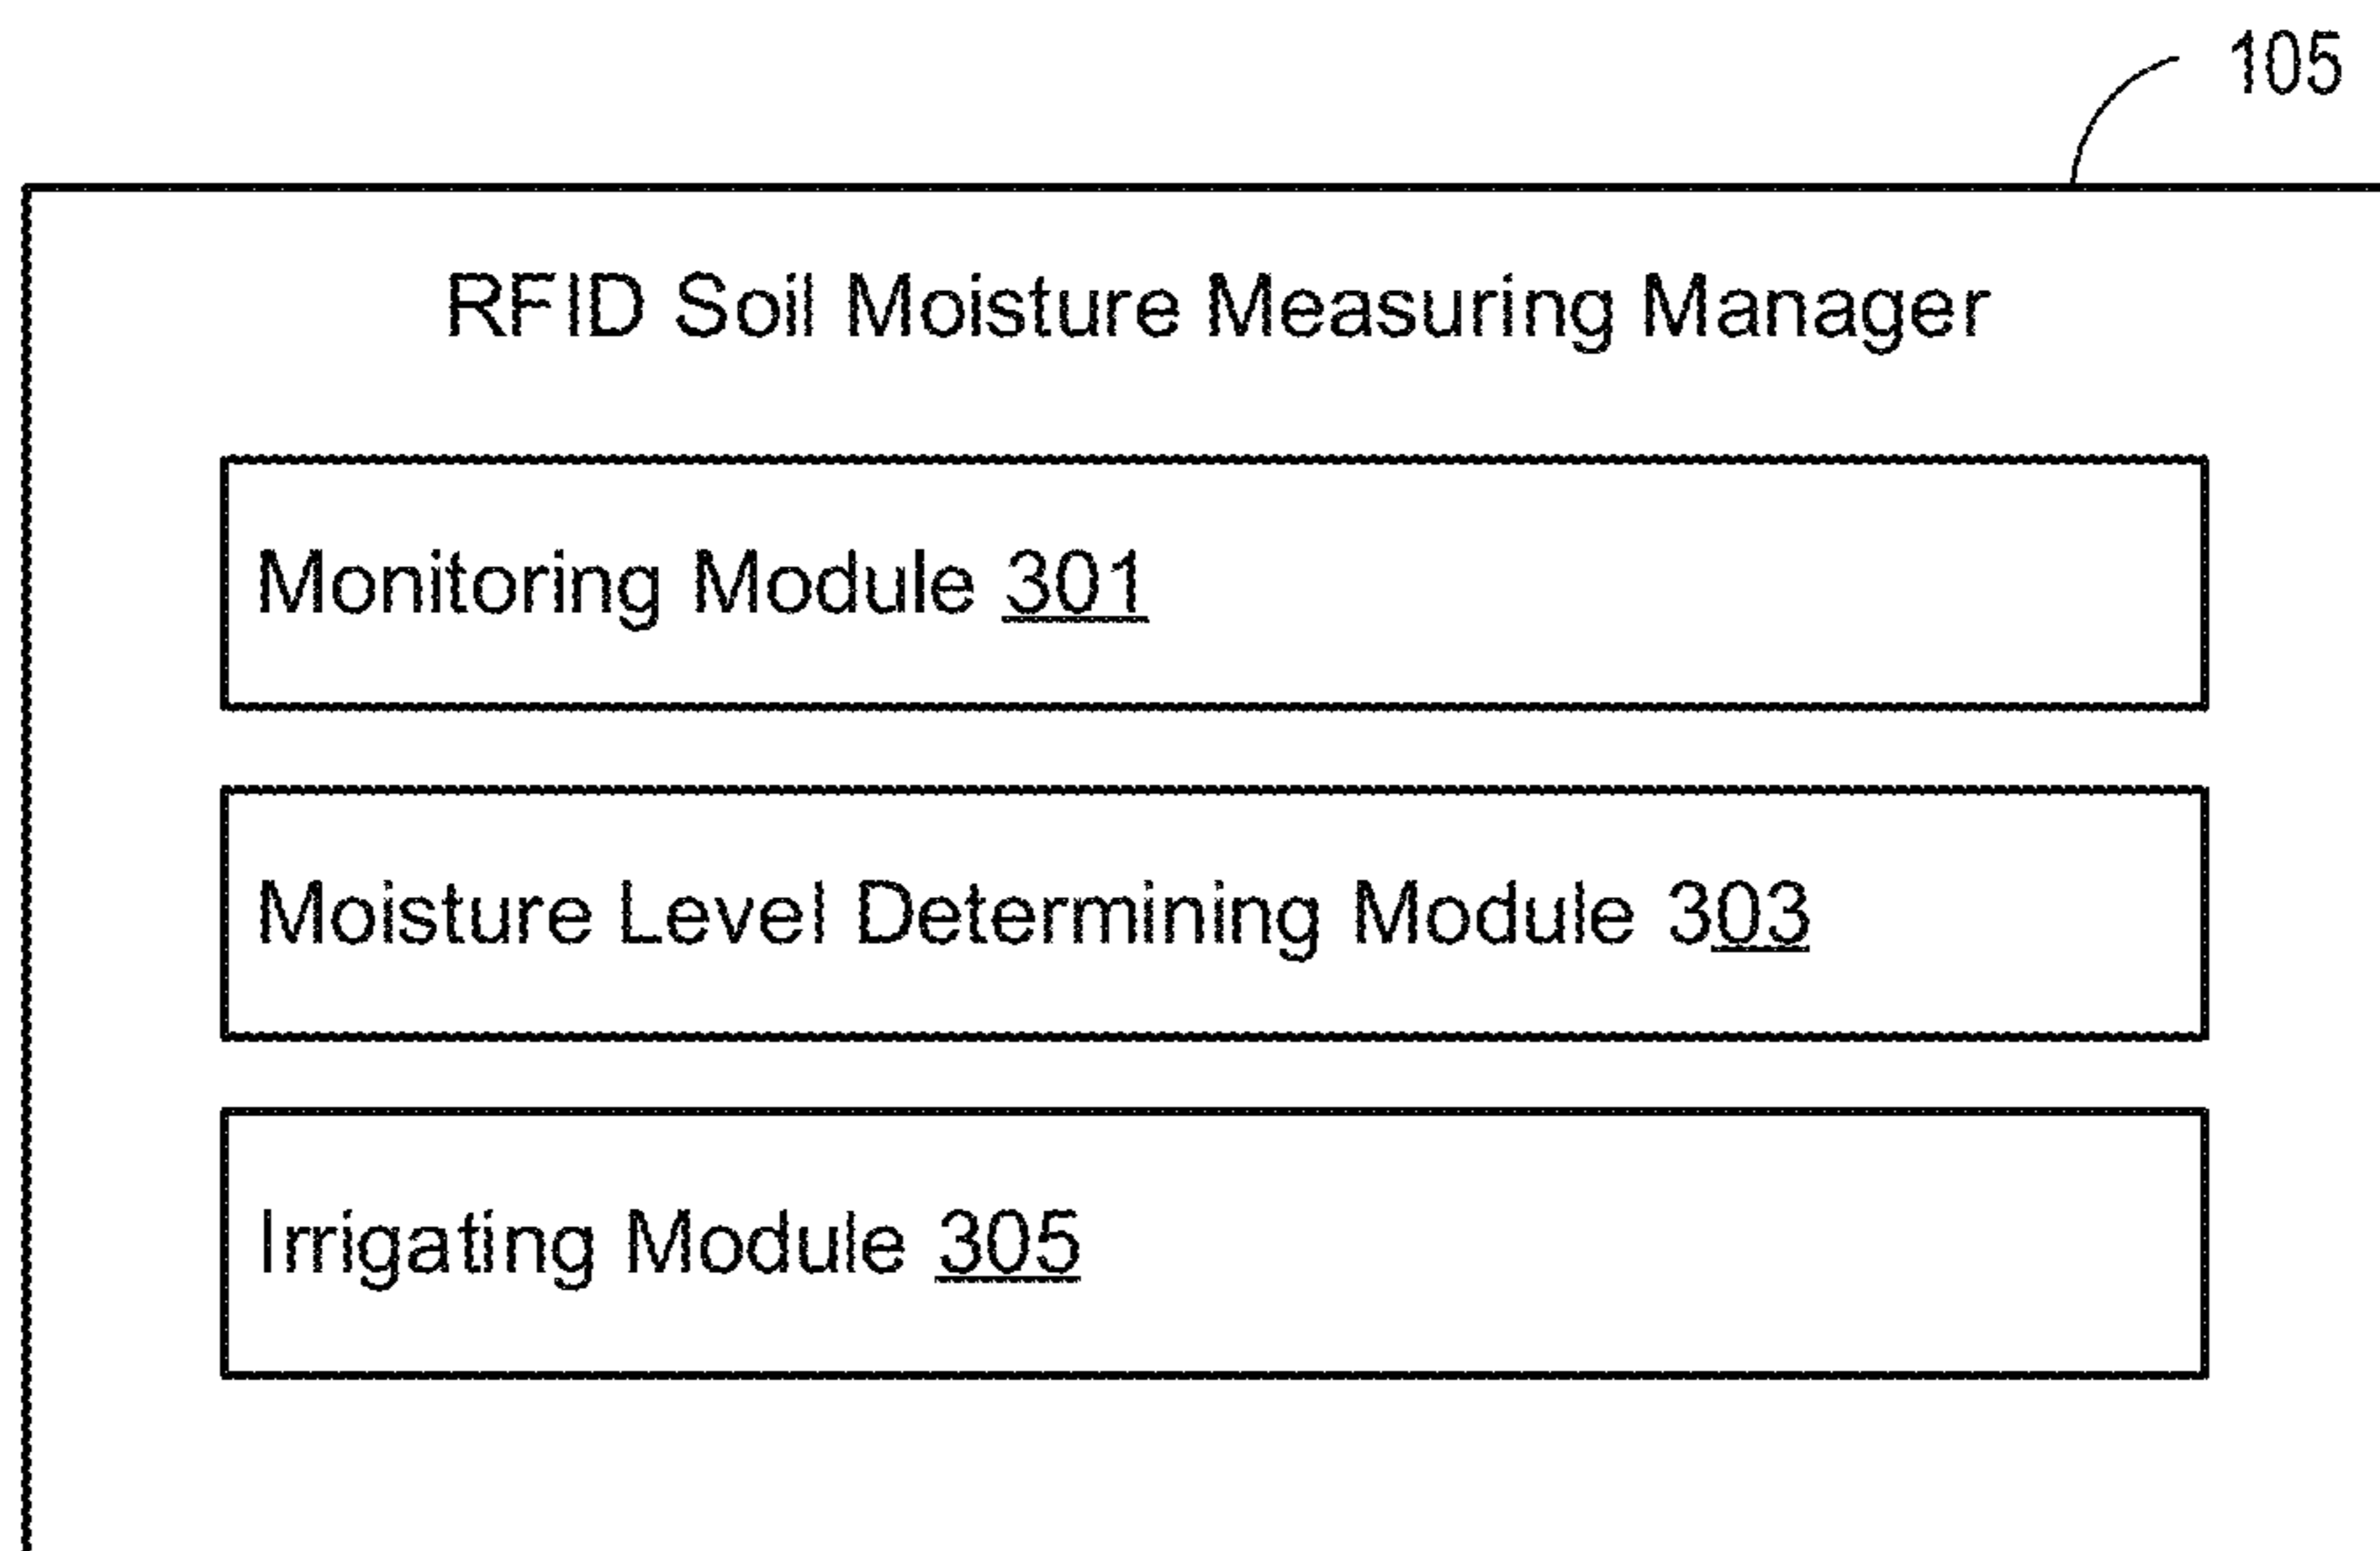 105
RFID Soil Moisture Measuring Manager
Monitoring Module 301
Moisture Level Determining Module 303
Irrigating Module 305